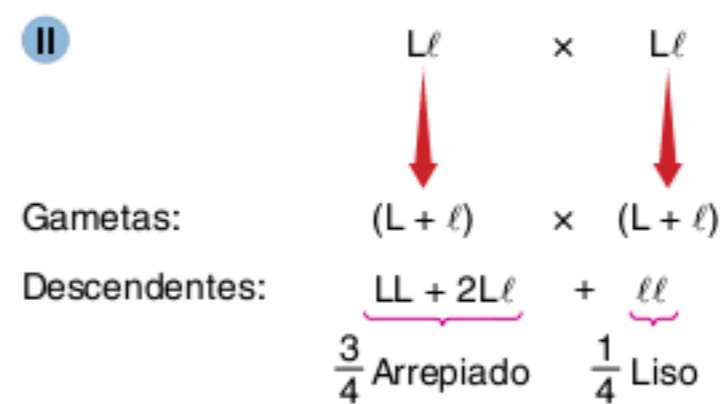 II
Lℓ × Lℓ
Gametas: (L + ℓ) × (L + ℓ)
Descendentes: LL + 2Lℓ + ℓℓ
3/4 Arrepiado 1/4 Liso